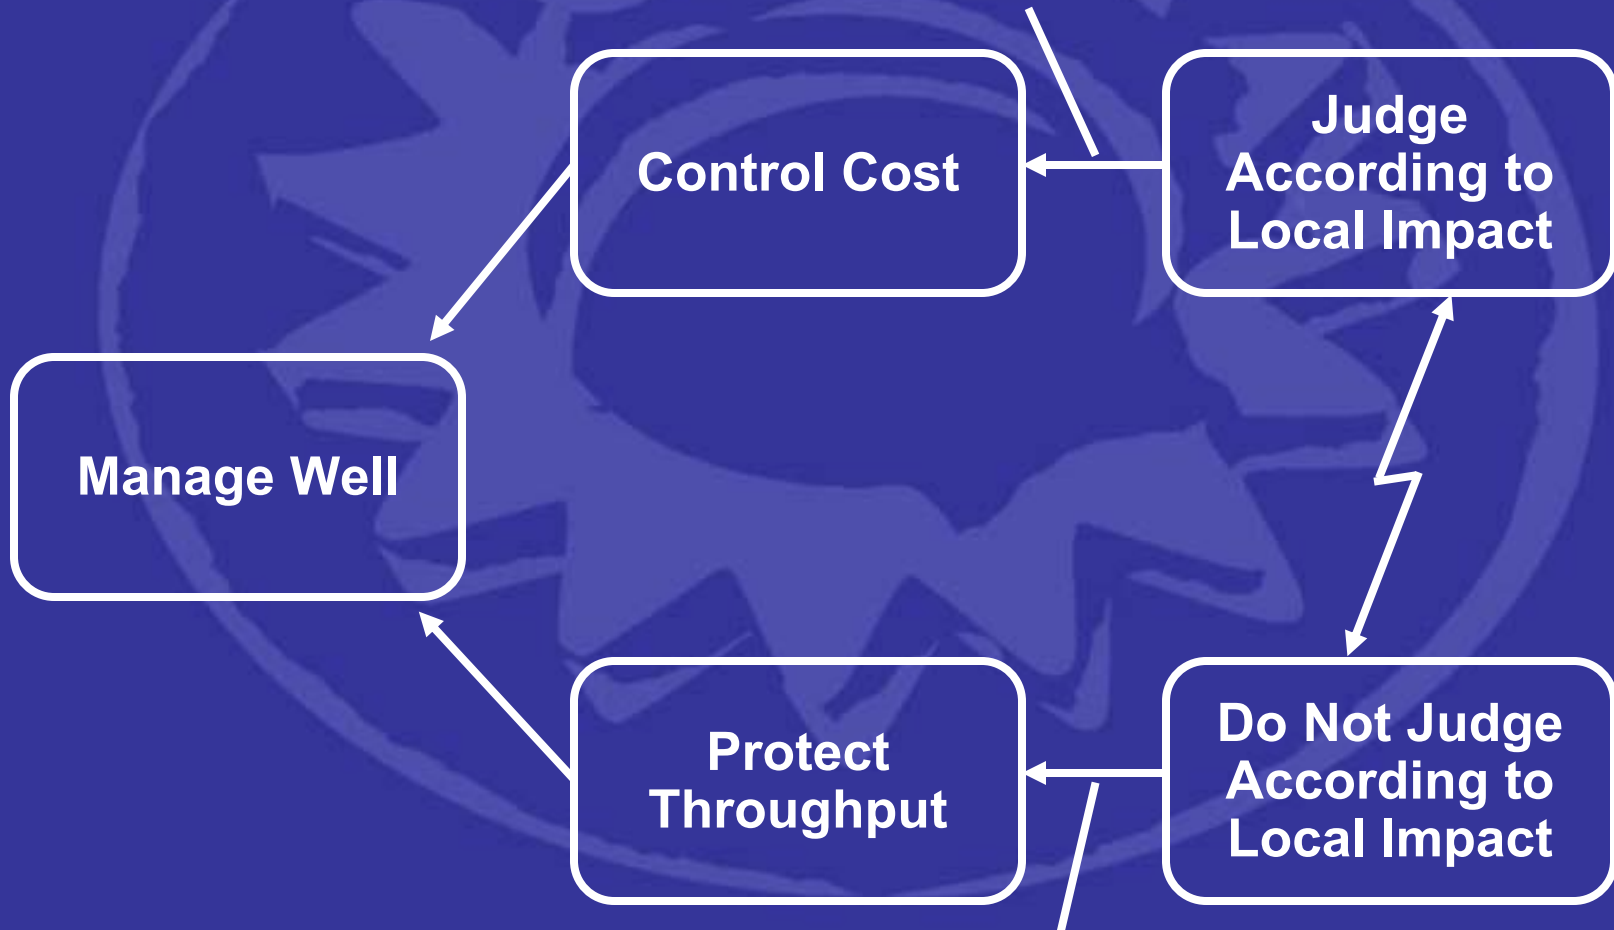 Control Cost
Judge
According to
Local Impact
Manage Well
Protect
Throughput
Do Not Judge
According to
Local Impact